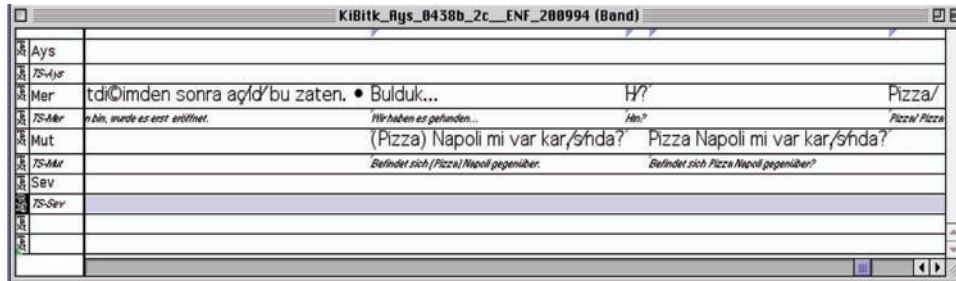 KiBitk_Ays_0438b_2c__ENF_200994 (Band)
Ays
TS-Ays
Mer tdi©imden sonra aç/d/ bu zaten. • Bulduk... H/?˙ Pizza/
TS-Mer n bin, wurde es erst eröffnet. Wir haben es gefunden... Hm? Pizza/ Pizza
Mut (Pizza) Napoli mi var kar,/s/nda?˙ Pizza Napoli mi var kar,/s/nda?˙
TS-Mut Befindet sich (Pizza) Napoli gegenüber. Befindet sich Pizza Napoli gegenüber?
Sev
TS-Sev